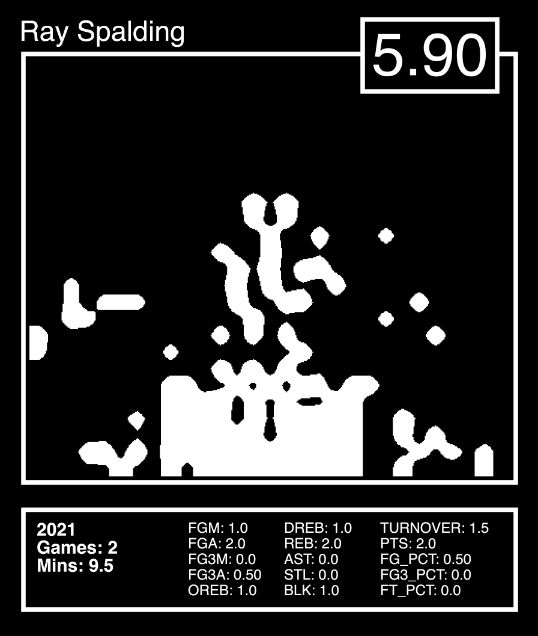 Ray Spalding
5.90
2021
Games: 2
Mins: 9.5
FGM: 1.0
FGA: 2.0
FG3M: 0.0
FG3A: 0.50
OREB: 1.0
DREB: 1.0
REB: 2.0
AST: 0.0
STL: 0.0
BLK: 1.0
TURNOVER: 1.5
PTS: 2.0
FG_PCT: 0.50
FG3_PCT: 0.0
FT_PCT: 0.0